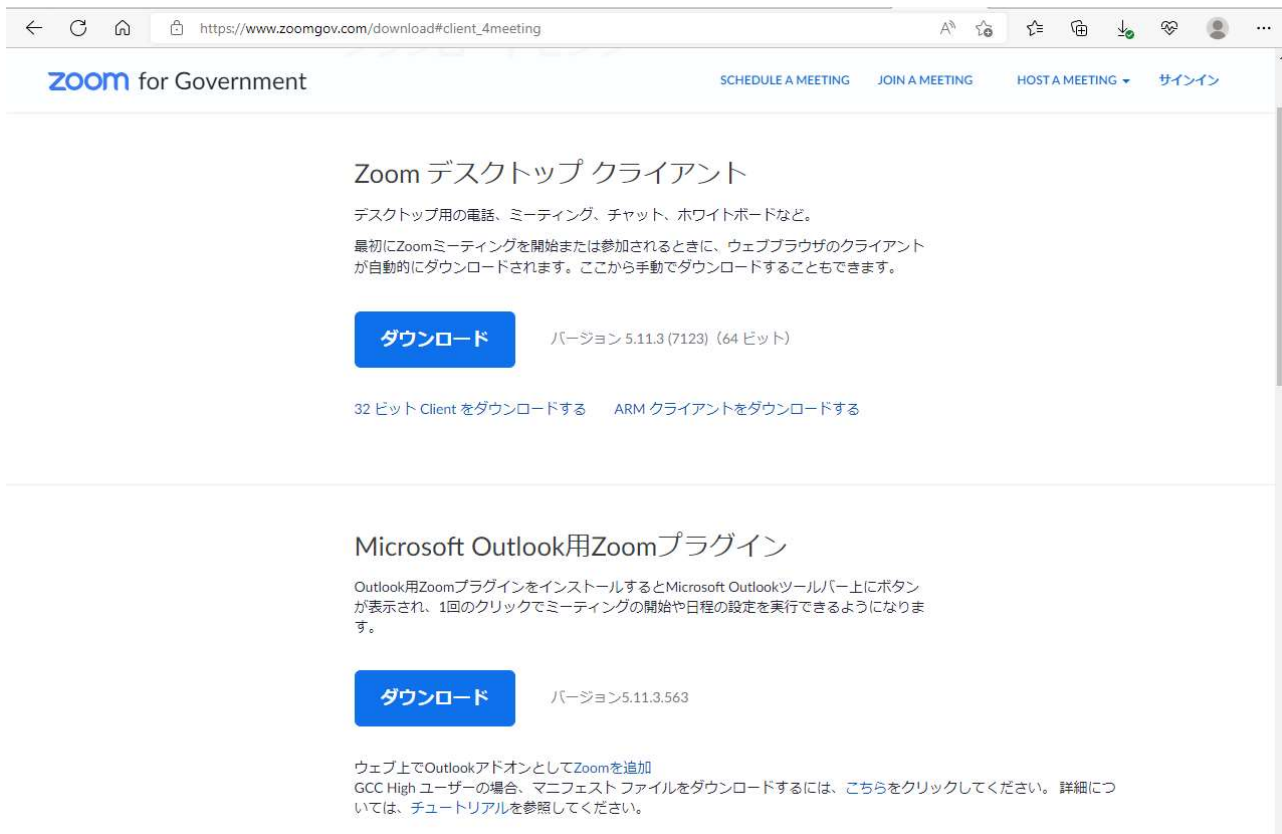 https://www.zoomgov.com/download#client_4meeting
zoom for Government
SCHEDULE A MEETING JOIN A MEETING HOST A MEETING サインイン
Zoom デスクトップ クライアント
デスクトップ用の電話、ミーティング、チャット、ホワイトボードなど。
最初にZoomミーティングを開始または参加されるときに、ウェブブラウザのクライアント
が自動的にダウンロードされます。ここから手動でダウンロードすることもできます。
ダウンロード バージョン 5.11.3 (7123)（64 ビット）
32 ビット Client をダウンロードする ARM クライアントをダウンロードする
Microsoft Outlook用Zoomプラグイン
Outlook用ZoomプラグインをインストールするとMicrosoft Outlookツールバー上にボタン
が表示され、1回のクリックでミーティングの開始や日程の設定を実行できるようになりま
す。
ダウンロード バージョン5.11.3.563
ウェブ上でOutlookアドオンとしてZoomを追加
GCC High ユーザーの場合、マニフェスト ファイルをダウンロードするには、こちらをクリックしてください。 詳細につ
いては、チュートリアルを参照してください。